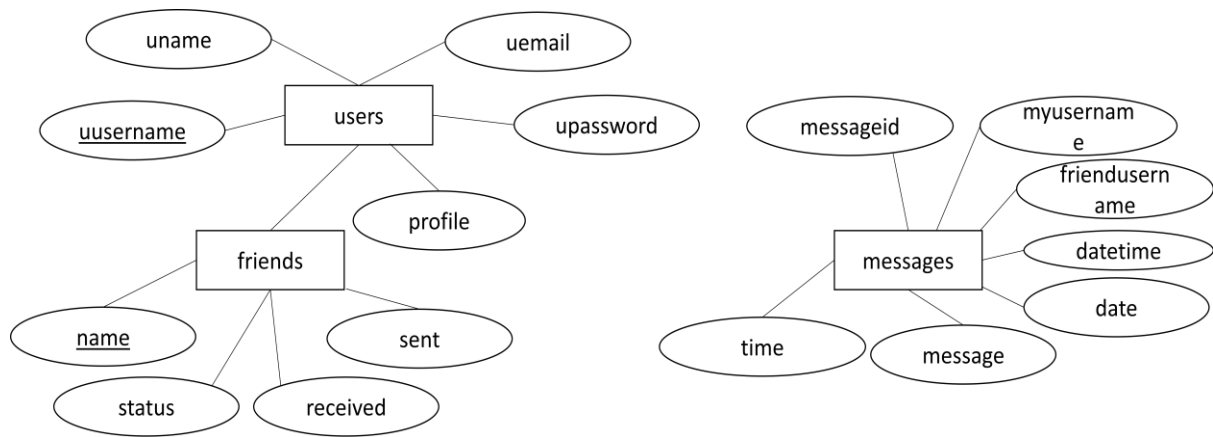 uname
uemail
users
uusername
upassword
profile
friends
name
sent
status
received
messageid
myusernam
e
friendusern
ame
messages
datetime
date
time
message